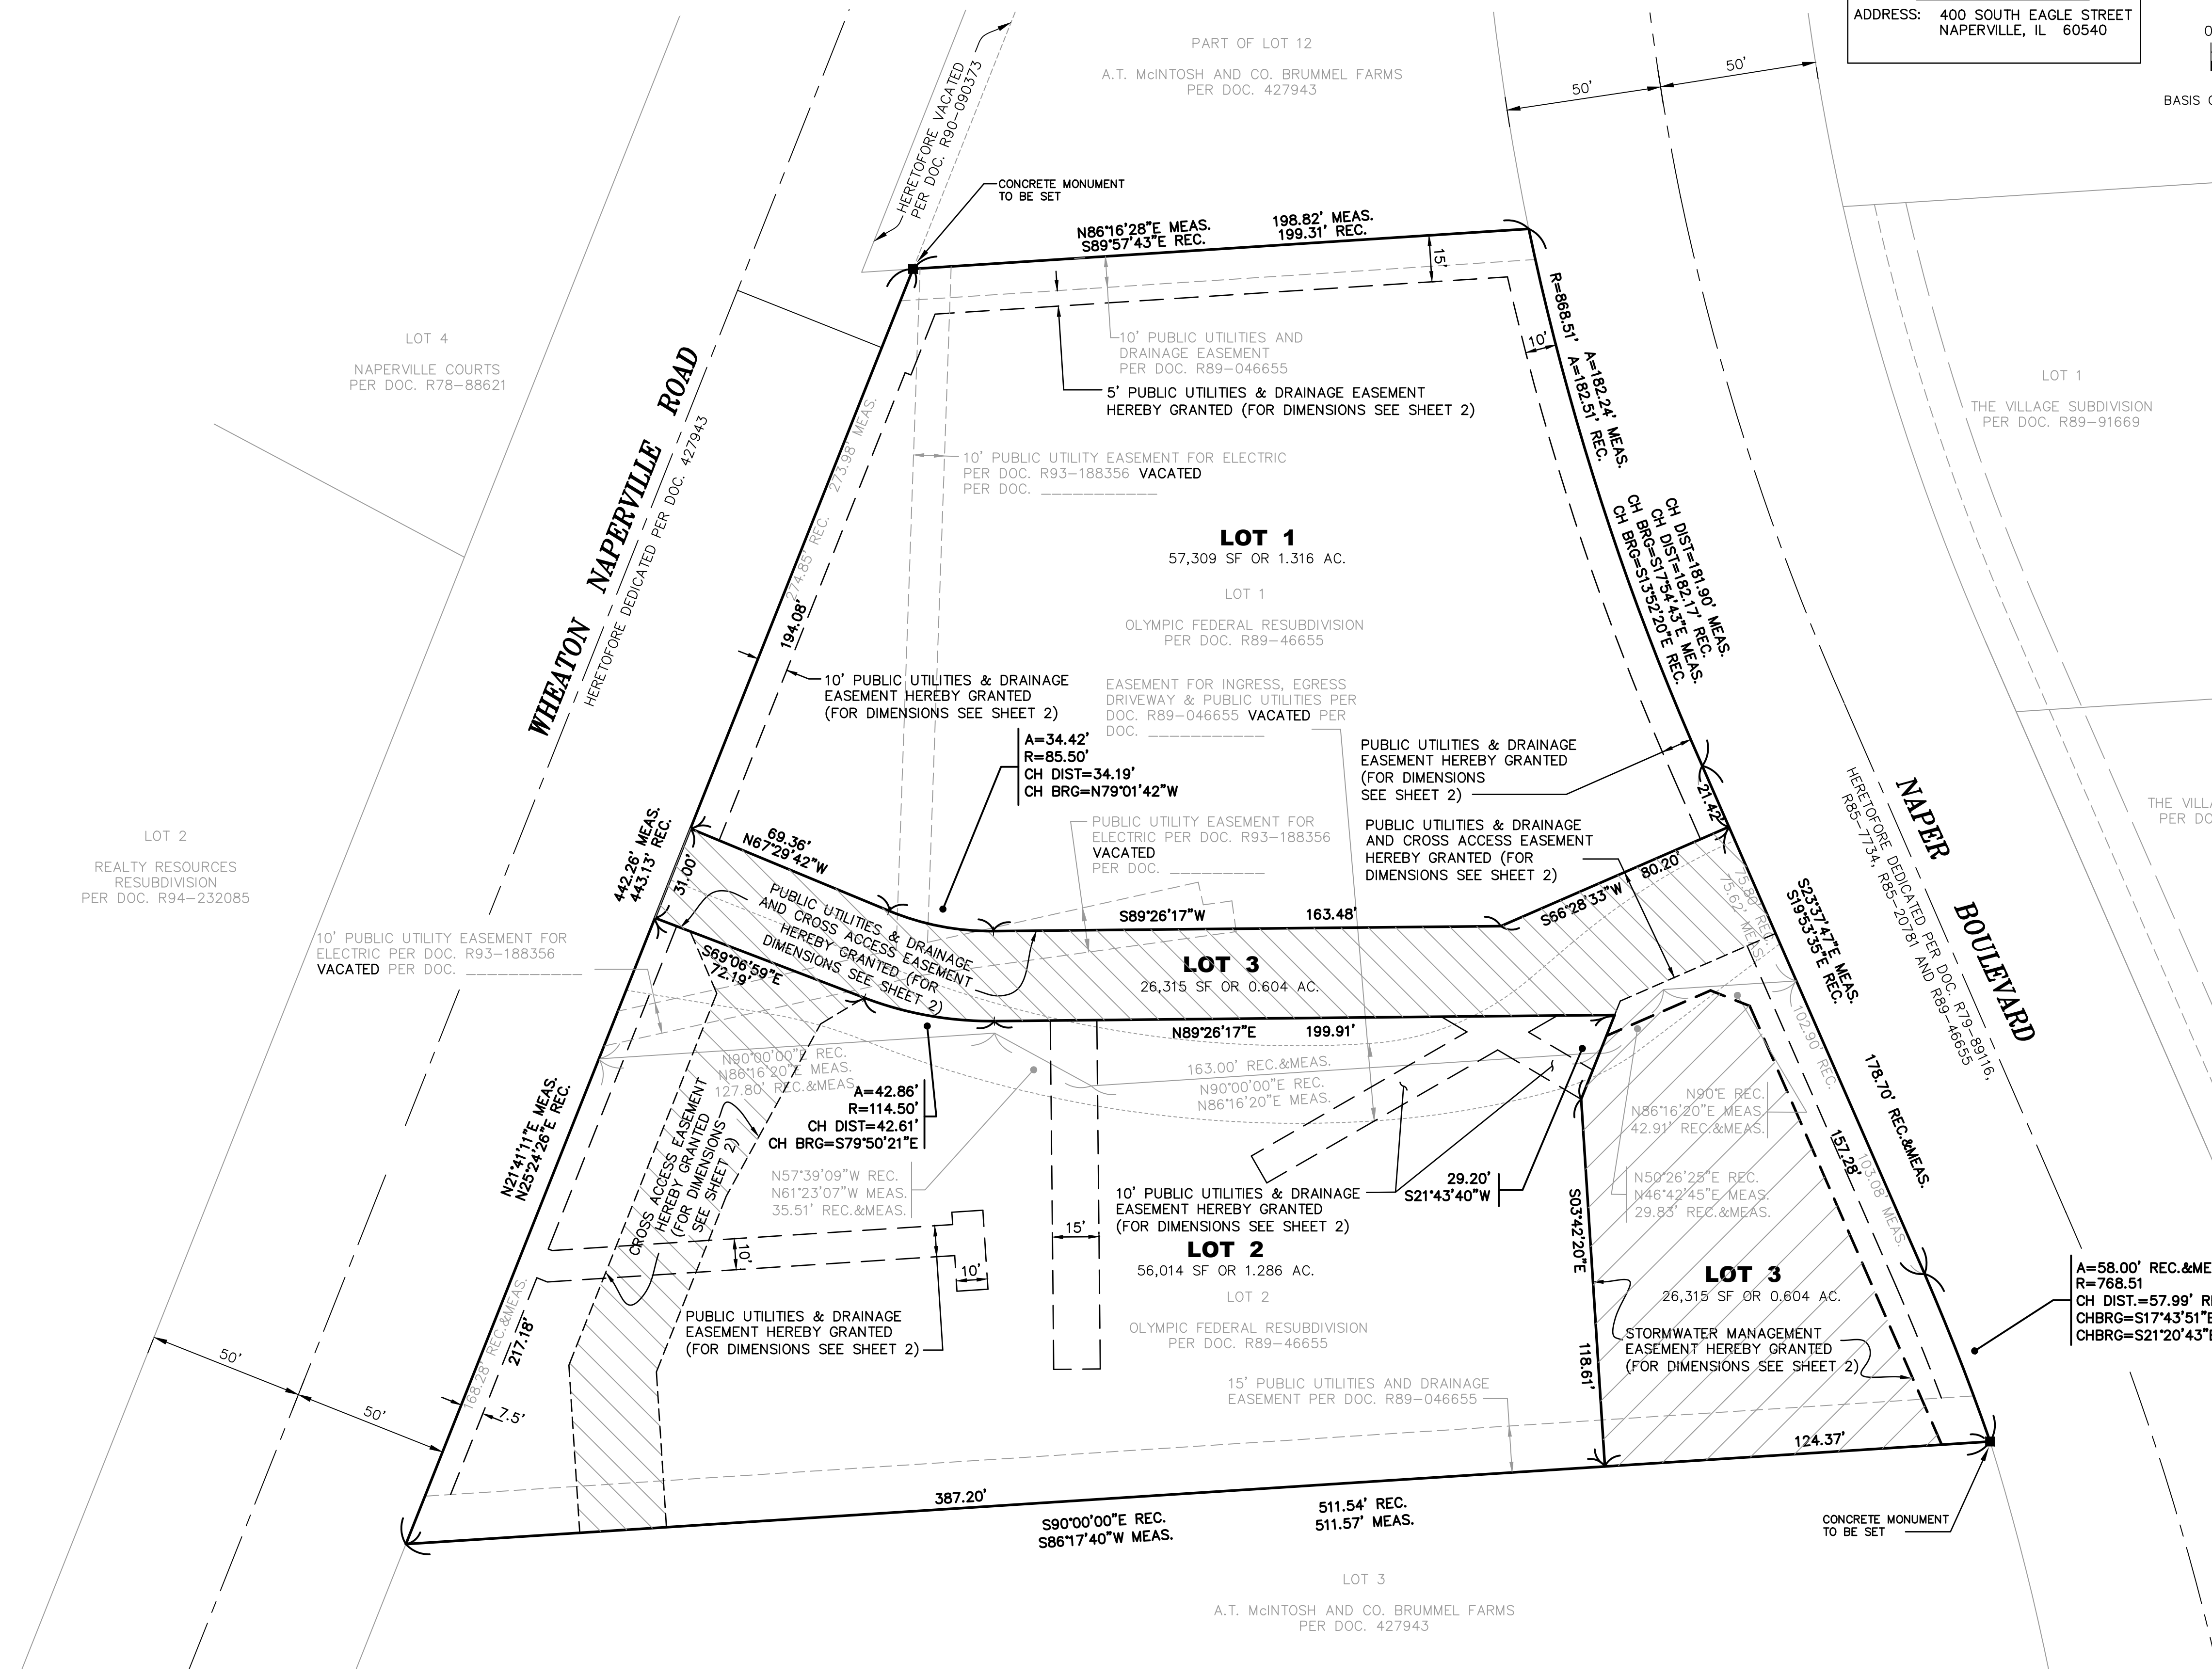 ADDRESS: 400 SOUTH EAGLE STREET
NAPERVILLE, IL 60540
BASIS
PART OF LOT 12
A.T. McINTOSH AND CO. BRUMMEL FARMS
PER DOC. 427943
50'
50'
HERETOFORE VACATED
PER DOC. R90-090373
CONCRETE MONUMENT
TO BE SET
N86°16'28"E MEAS.
S89°57'43"E REC.
198.82' MEAS.
199.31' REC.
15'
LOT 4
NAPERVILLE COURTS
PER DOC. R78-88621
WHEATON NAPERVILLE ROAD
HERETOFORE DEDICATED PER DOC. 427943
10' PUBLIC UTILITIES AND
DRAINAGE EASEMENT
PER DOC. R89-046655
5' PUBLIC UTILITIES & DRAINAGE EASEMENT
HEREBY GRANTED (FOR DIMENSIONS SEE SHEET 2)
10'
R=868.51'
A=182.24' MEAS.
A=182.51' REC.
LOT 1
THE VILLAGE SUBDIVISION
PER DOC. R89-91669
273.98' MEAS.
274.85' REC.
194.08'
10' PUBLIC UTILITY EASEMENT FOR ELECTRIC
PER DOC. R93-188356 VACATED
PER DOC. ___________
CH DIST=181.90' MEAS.
CH DIST=182.17' REC.
CH BRG=S17°54'43"E MEAS.
CH BRG=S13°52'20"E REC.
LOT 1
57,309 SF OR 1.316 AC.
LOT 1
OLYMPIC FEDERAL RESUBDIVISION
PER DOC. R89-46655
10' PUBLIC UTILITIES & DRAINAGE
EASEMENT HEREBY GRANTED
(FOR DIMENSIONS SEE SHEET 2)
EASEMENT FOR INGRESS, EGRESS
DRIVEWAY & PUBLIC UTILITIES PER
DOC. R89-046655 VACATED PER
DOC. ___________
A=34.42'
R=85.50'
CH DIST=34.19'
CH BRG=N79°01'42"W
PUBLIC UTILITIES & DRAINAGE
EASEMENT HEREBY GRANTED
(FOR DIMENSIONS
SEE SHEET 2)
21.42'
NAPER BOULEVARD
HERETOFORE DEDICATED PER DOC. R79-89116,
R85-7734, R85-20781 AND R89-46655
THE VILLA
PER DO
LOT 2
REALTY RESOURCES
RESUBDIVISION
PER DOC. R94-232085
442.26' MEAS.
443.13' REC.
31.00'
69.36'
N67°29'42"W
PUBLIC UTILITY EASEMENT FOR
ELECTRIC PER DOC. R93-188356
VACATED
PER DOC. _________
PUBLIC UTILITIES & DRAINAGE
AND CROSS ACCESS EASEMENT
HEREBY GRANTED (FOR
DIMENSIONS SEE SHEET 2)
80.20'
S66°28'33"W
75.80' REC.
75.62' MEAS.
S23°37'47"E MEAS.
S19°53'35"E REC.
PUBLIC UTILITIES & DRAINAGE
AND CROSS ACCESS EASEMENT
HEREBY GRANTED (FOR
DIMENSIONS SEE SHEET 2)
S89°26'17"W 163.48'
10' PUBLIC UTILITY EASEMENT FOR
ELECTRIC PER DOC. R93-188356
VACATED PER DOC. ___________
S69°06'59"E
72.19'
LOT 3
26,315 SF OR 0.604 AC.
N89°26'17"E 199.91'
102.90' REC.
178.70' REC.&MEAS.
N90°00'00"E REC.
N86°16'20"E MEAS.
127.80' REC.&MEAS.
163.00' REC.&MEAS.
N90°00'00"E REC.
N86°16'20"E MEAS.
A=42.86'
R=114.50'
CH DIST=42.61'
CH BRG=S79°50'21"E
N90°E REC.
N86°16'20"E MEAS.
42.91' REC.&MEAS.
N21°41'11"E MEAS.
N25°24'26"E REC.
CROSS ACCESS EASEMENT
HEREBY GRANTED
(FOR DIMENSIONS
SEE SHEET 2)
N57°39'09"W REC.
N61°23'07"W MEAS.
35.51' REC.&MEAS.
10' PUBLIC UTILITIES & DRAINAGE
EASEMENT HEREBY GRANTED
(FOR DIMENSIONS SEE SHEET 2)
29.20'
S21°43'40"W
N50°26'25"E REC.
N46°42'45"E MEAS.
29.83' REC.&MEAS.
157.28'
103.08' MEAS.
S03°42'20"E
15'
10'
10'
LOT 2
56,014 SF OR 1.286 AC.
LOT 2
OLYMPIC FEDERAL RESUBDIVISION
PER DOC. R89-46655
LOT 3
26,315 SF OR 0.604 AC.
A=58.00' REC.&ME
R=768.51
CH DIST.=57.99' R
CHBRG=S17°43'51"E
CHBRG=S21°20'43"E
PUBLIC UTILITIES & DRAINAGE
EASEMENT HEREBY GRANTED
(FOR DIMENSIONS SEE SHEET 2)
STORMWATER MANAGEMENT
EASEMENT HEREBY GRANTED
(FOR DIMENSIONS SEE SHEET 2)
118.61'
168.28' REC.&MEAS.
217.18'
7.5'
50'
50'
15' PUBLIC UTILITIES AND DRAINAGE
EASEMENT PER DOC. R89-046655
124.37'
387.20'
S90°00'00"E REC.
S86°17'40"W MEAS.
511.54' REC.
511.57' MEAS.
CONCRETE MONUMENT
TO BE SET
LOT 3
A.T. McINTOSH AND CO. BRUMMEL FARMS
PER DOC. 427943